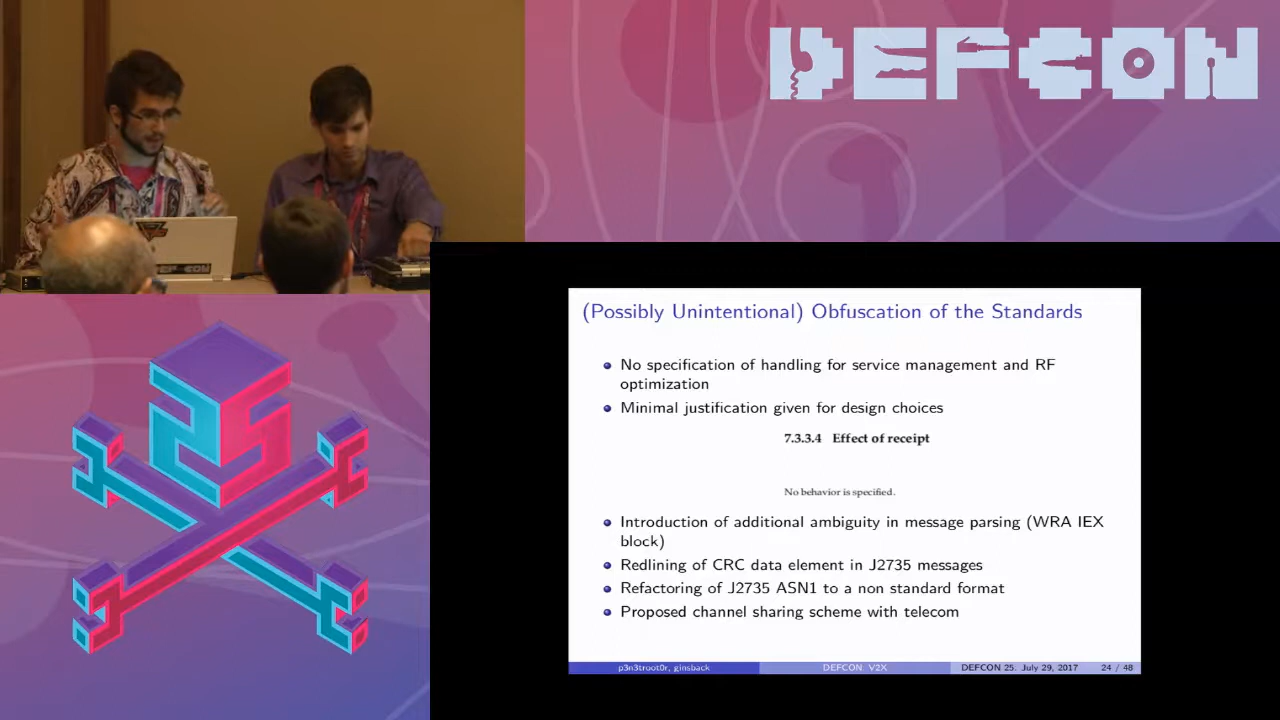 DEFCON
DEF CON
(Possibly Unintentional) Obfuscation of the Standards
No specification of handling for service management and RF
optimization
Minimal justification given for design choices
7.3.3.4 Effect of receipt
No behavior is specified.
Introduction of additional ambiguity in message parsing (WRA IEX
block)
Redlining of CRC data element in J2735 messages
Refactoring of J2735 ASN1 to a non standard format
Proposed channel sharing scheme with telecom
p3n3troot0r, ginsback
DEFCON V2X
DEFCON 25. July 29, 2017
24 / 48